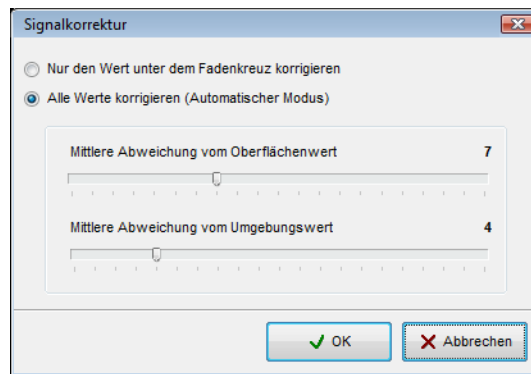 Signalkorrektur
Nur den Wert unter dem Fadenkreuz korrigieren
Alle Werte korrigieren (Automatischer Modus)
Mittlere Abweichung vom Oberflächenwert 7
Mittlere Abweichung vom Umgebungswert 4
OK Abbrechen